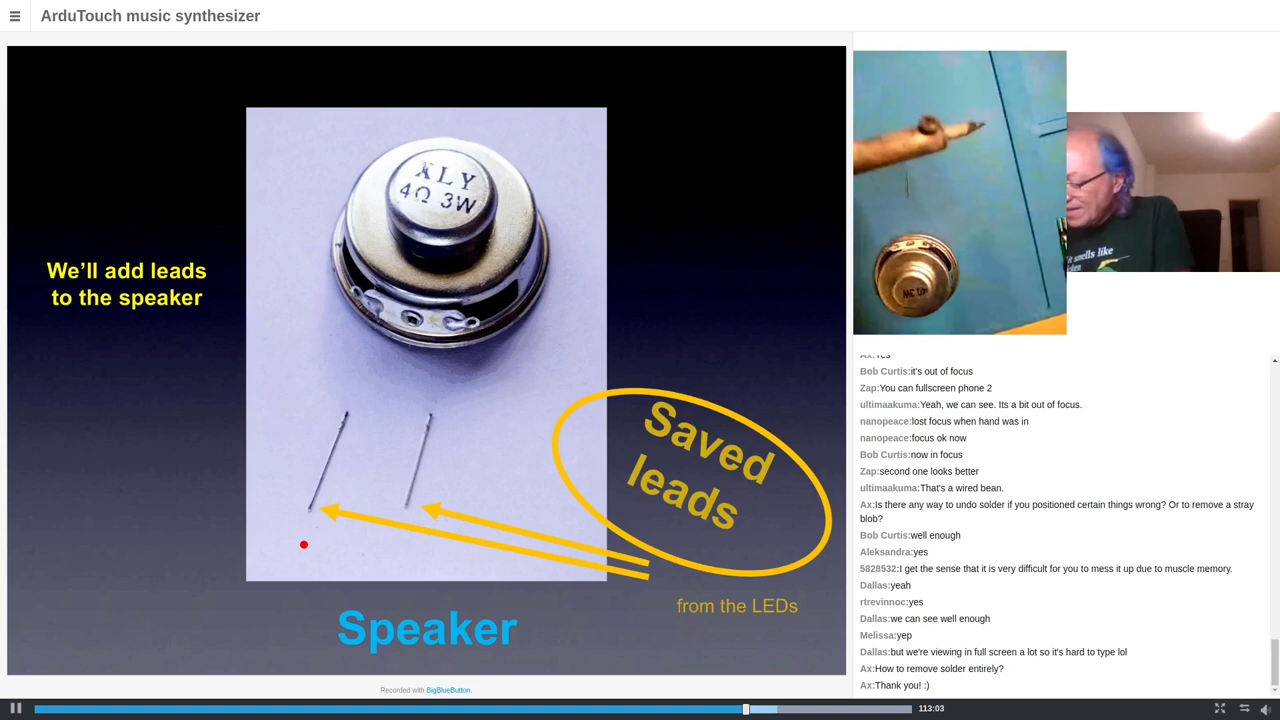 ArduTouch music synthesizer
We'll add leads
to the speaker
XLY
4Ω 3W
Saved
leads
from the LEDs
Speaker
Recorded with BigBlueButton.
4Ω 3W
it smells like
Ax:Yes
Bob Curtis:it's out of focus
Zap:You can fullscreen phone 2
ultimaakuma:Yeah, we can see. Its a bit out of focus.
nanopeace:lost focus when hand was in
nanopeace:focus ok now
Bob Curtis:now in focus
Zap:second one looks better
ultimaakuma:That's a wired bean.
Ax:Is there any way to undo solder if you positioned certain things wrong? Or to remove a stray
blob?
Bob Curtis:well enough
Aleksandra:yes
5828532:I get the sense that it is very difficult for you to mess it up due to muscle memory.
Dallas:yeah
rtrevinnoc:yes
Dallas:we can see well enough
Melissa:yep
Dallas:but we're viewing in full screen a lot so it's hard to type lol
Ax:How to remove solder entirely?
Ax:Thank you! :)
113:03